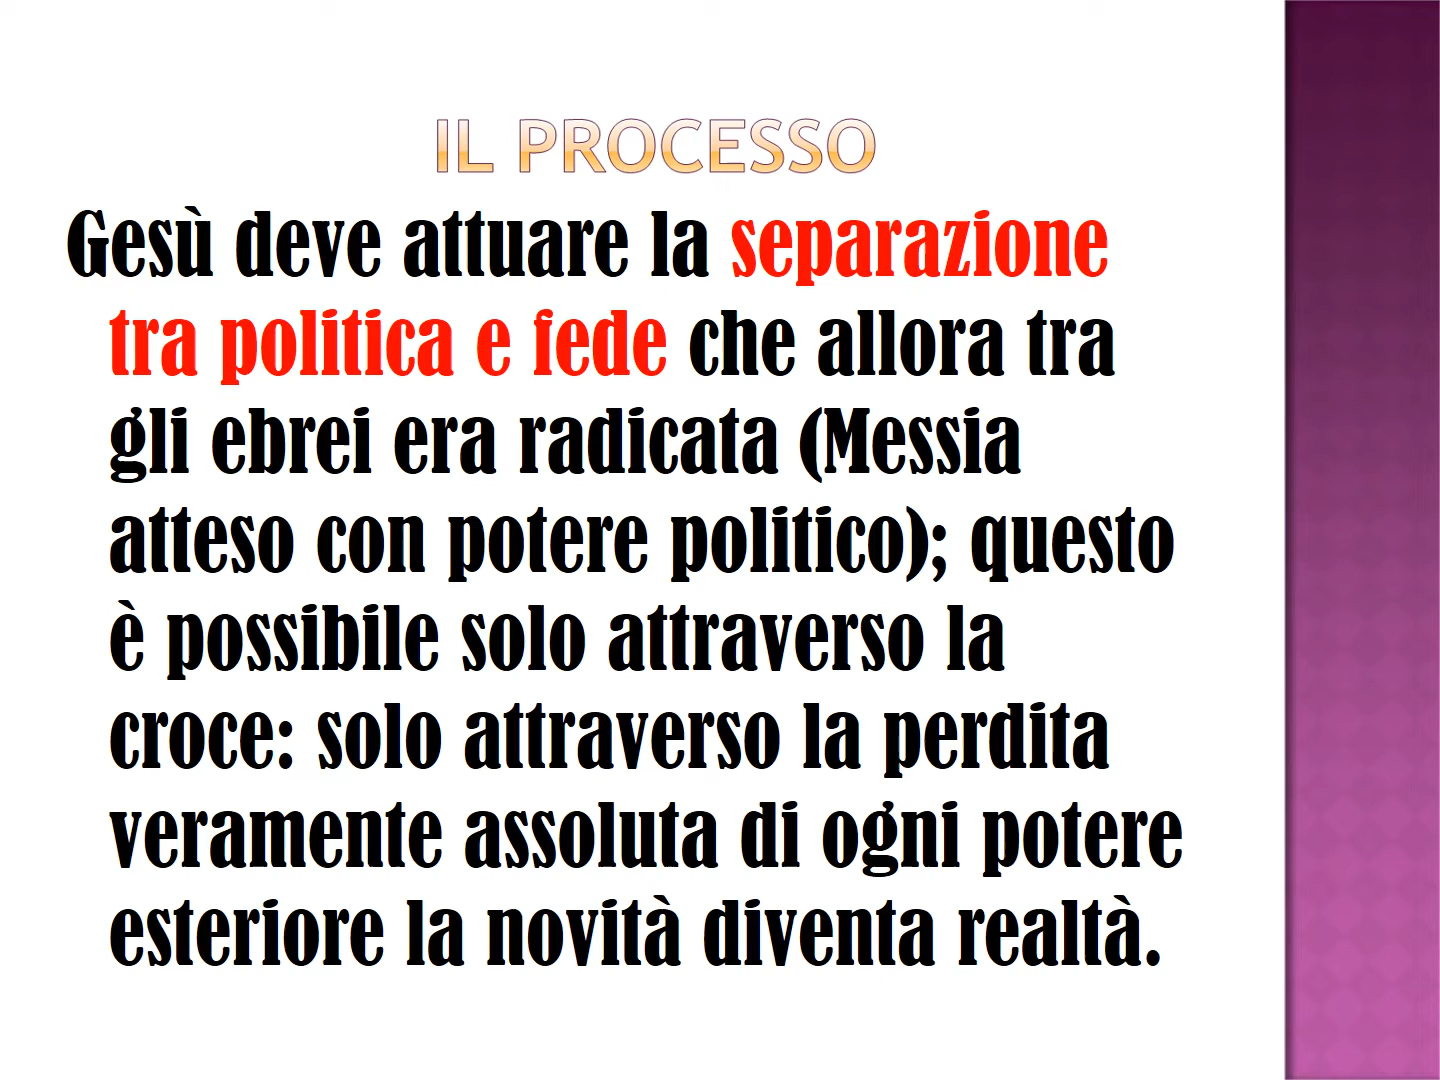 IL PROCESSO
Gesù deve attuare la separazione
tra politica e fede che allora tra
gli ebrei era radicata (Messia
atteso con potere politico); questo
è possibile solo attraverso la
croce: solo attraverso la perdita
veramente assoluta di ogni potere
esteriore la novità diventa realtà.